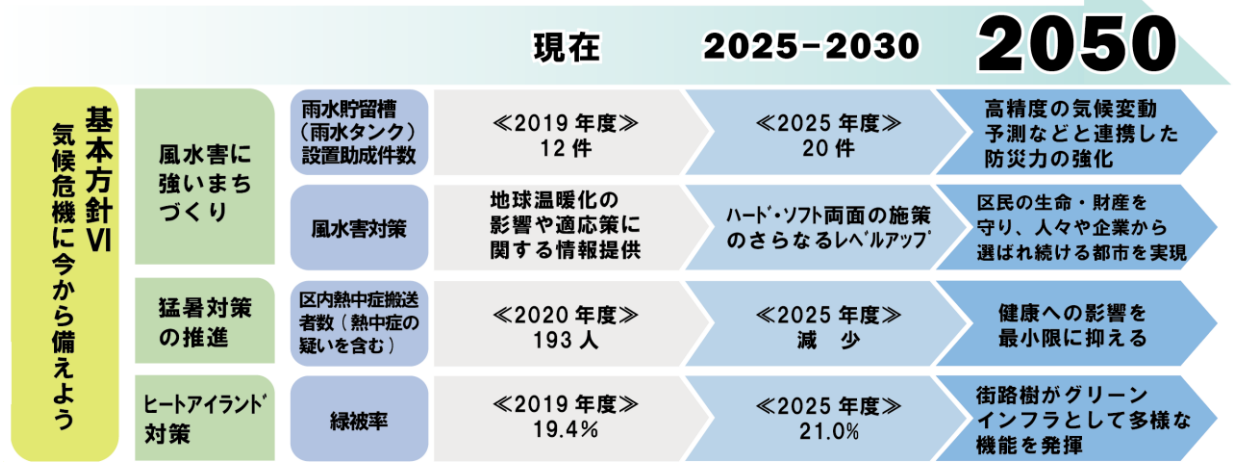 現在
2025-2030
2050
基本方針Ⅵ
気候危機に今から備えよう
風水害に
強いまち
づくり
雨水貯留槽
（雨水タンク）
設置助成件数
≪2019 年度≫
12 件
≪2025 年度≫
20 件
高精度の気候変動
予測などと連携した
防災力の強化
風水害対策
地球温暖化の
影響や適応策に
関する情報提供
ハード・ソフト両面の施策
のさらなるレベルアップ
区民の生命・財産を
守り、人々や企業から
選ばれ続ける都市を実現
猛暑対策
の推進
区内熱中症搬送
者数（熱中症の
疑いを含む）
≪2020 年度≫
193 人
≪2025 年度≫
減　少
健康への影響を
最小限に抑える
ヒートアイランド
対策
緑被率
≪2019 年度≫
19.4%
≪2025 年度≫
21.0%
街路樹がグリーン
インフラとして多様な
機能を発揮